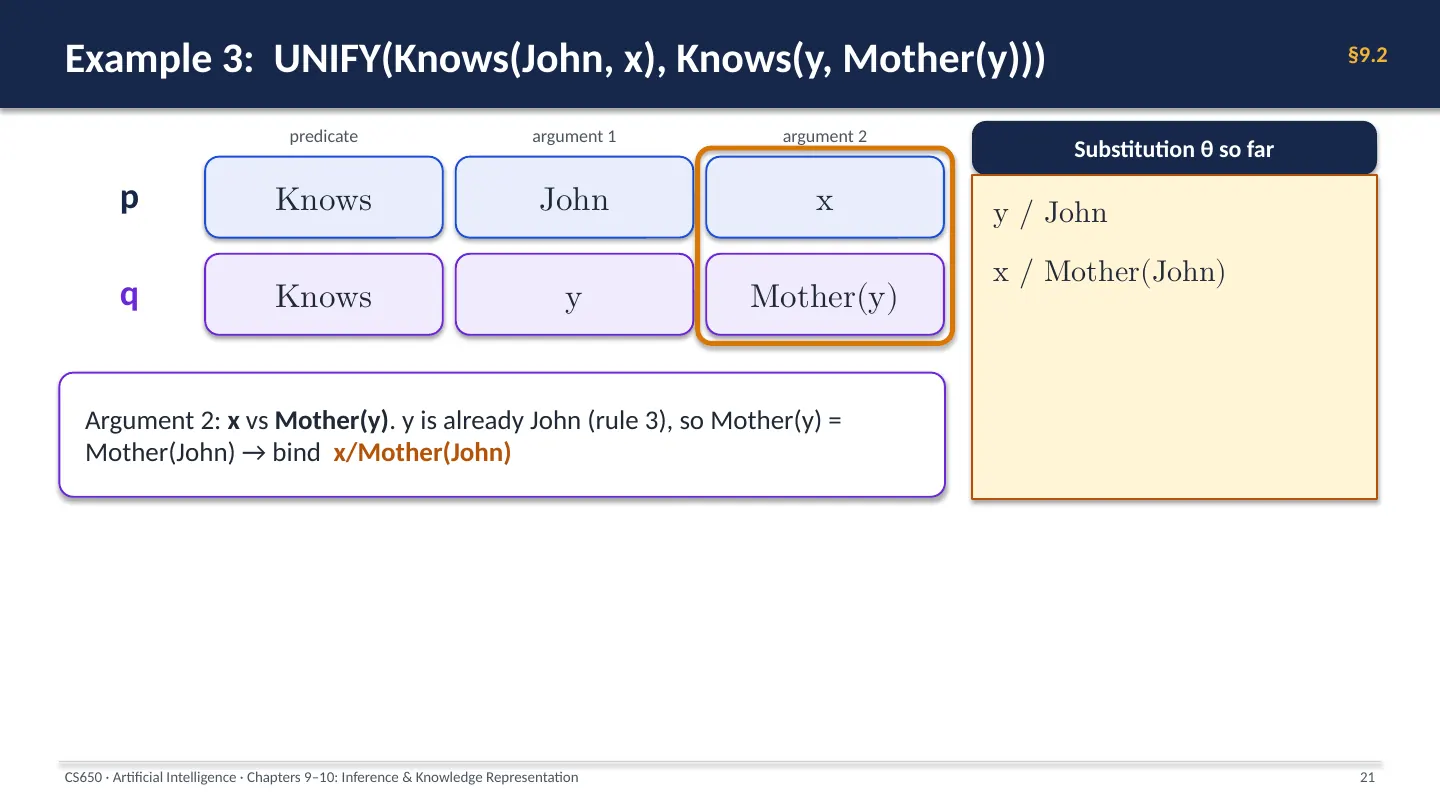 Example 3: UNIFY(Knows(John, x), Knows(y, Mother(y)))
§9.2
predicate
argument 1
argument 2
p
Knows
John
x
q
Knows
y
Mother(y)
Argument 2: x vs Mother(y). y is already John (rule 3), so Mother(y) =
Mother(John) → bind x/Mother(John)
Substitution θ so far
y / John
x / Mother(John)
CS650 · Artificial Intelligence · Chapters 9–10: Inference & Knowledge Representation
21